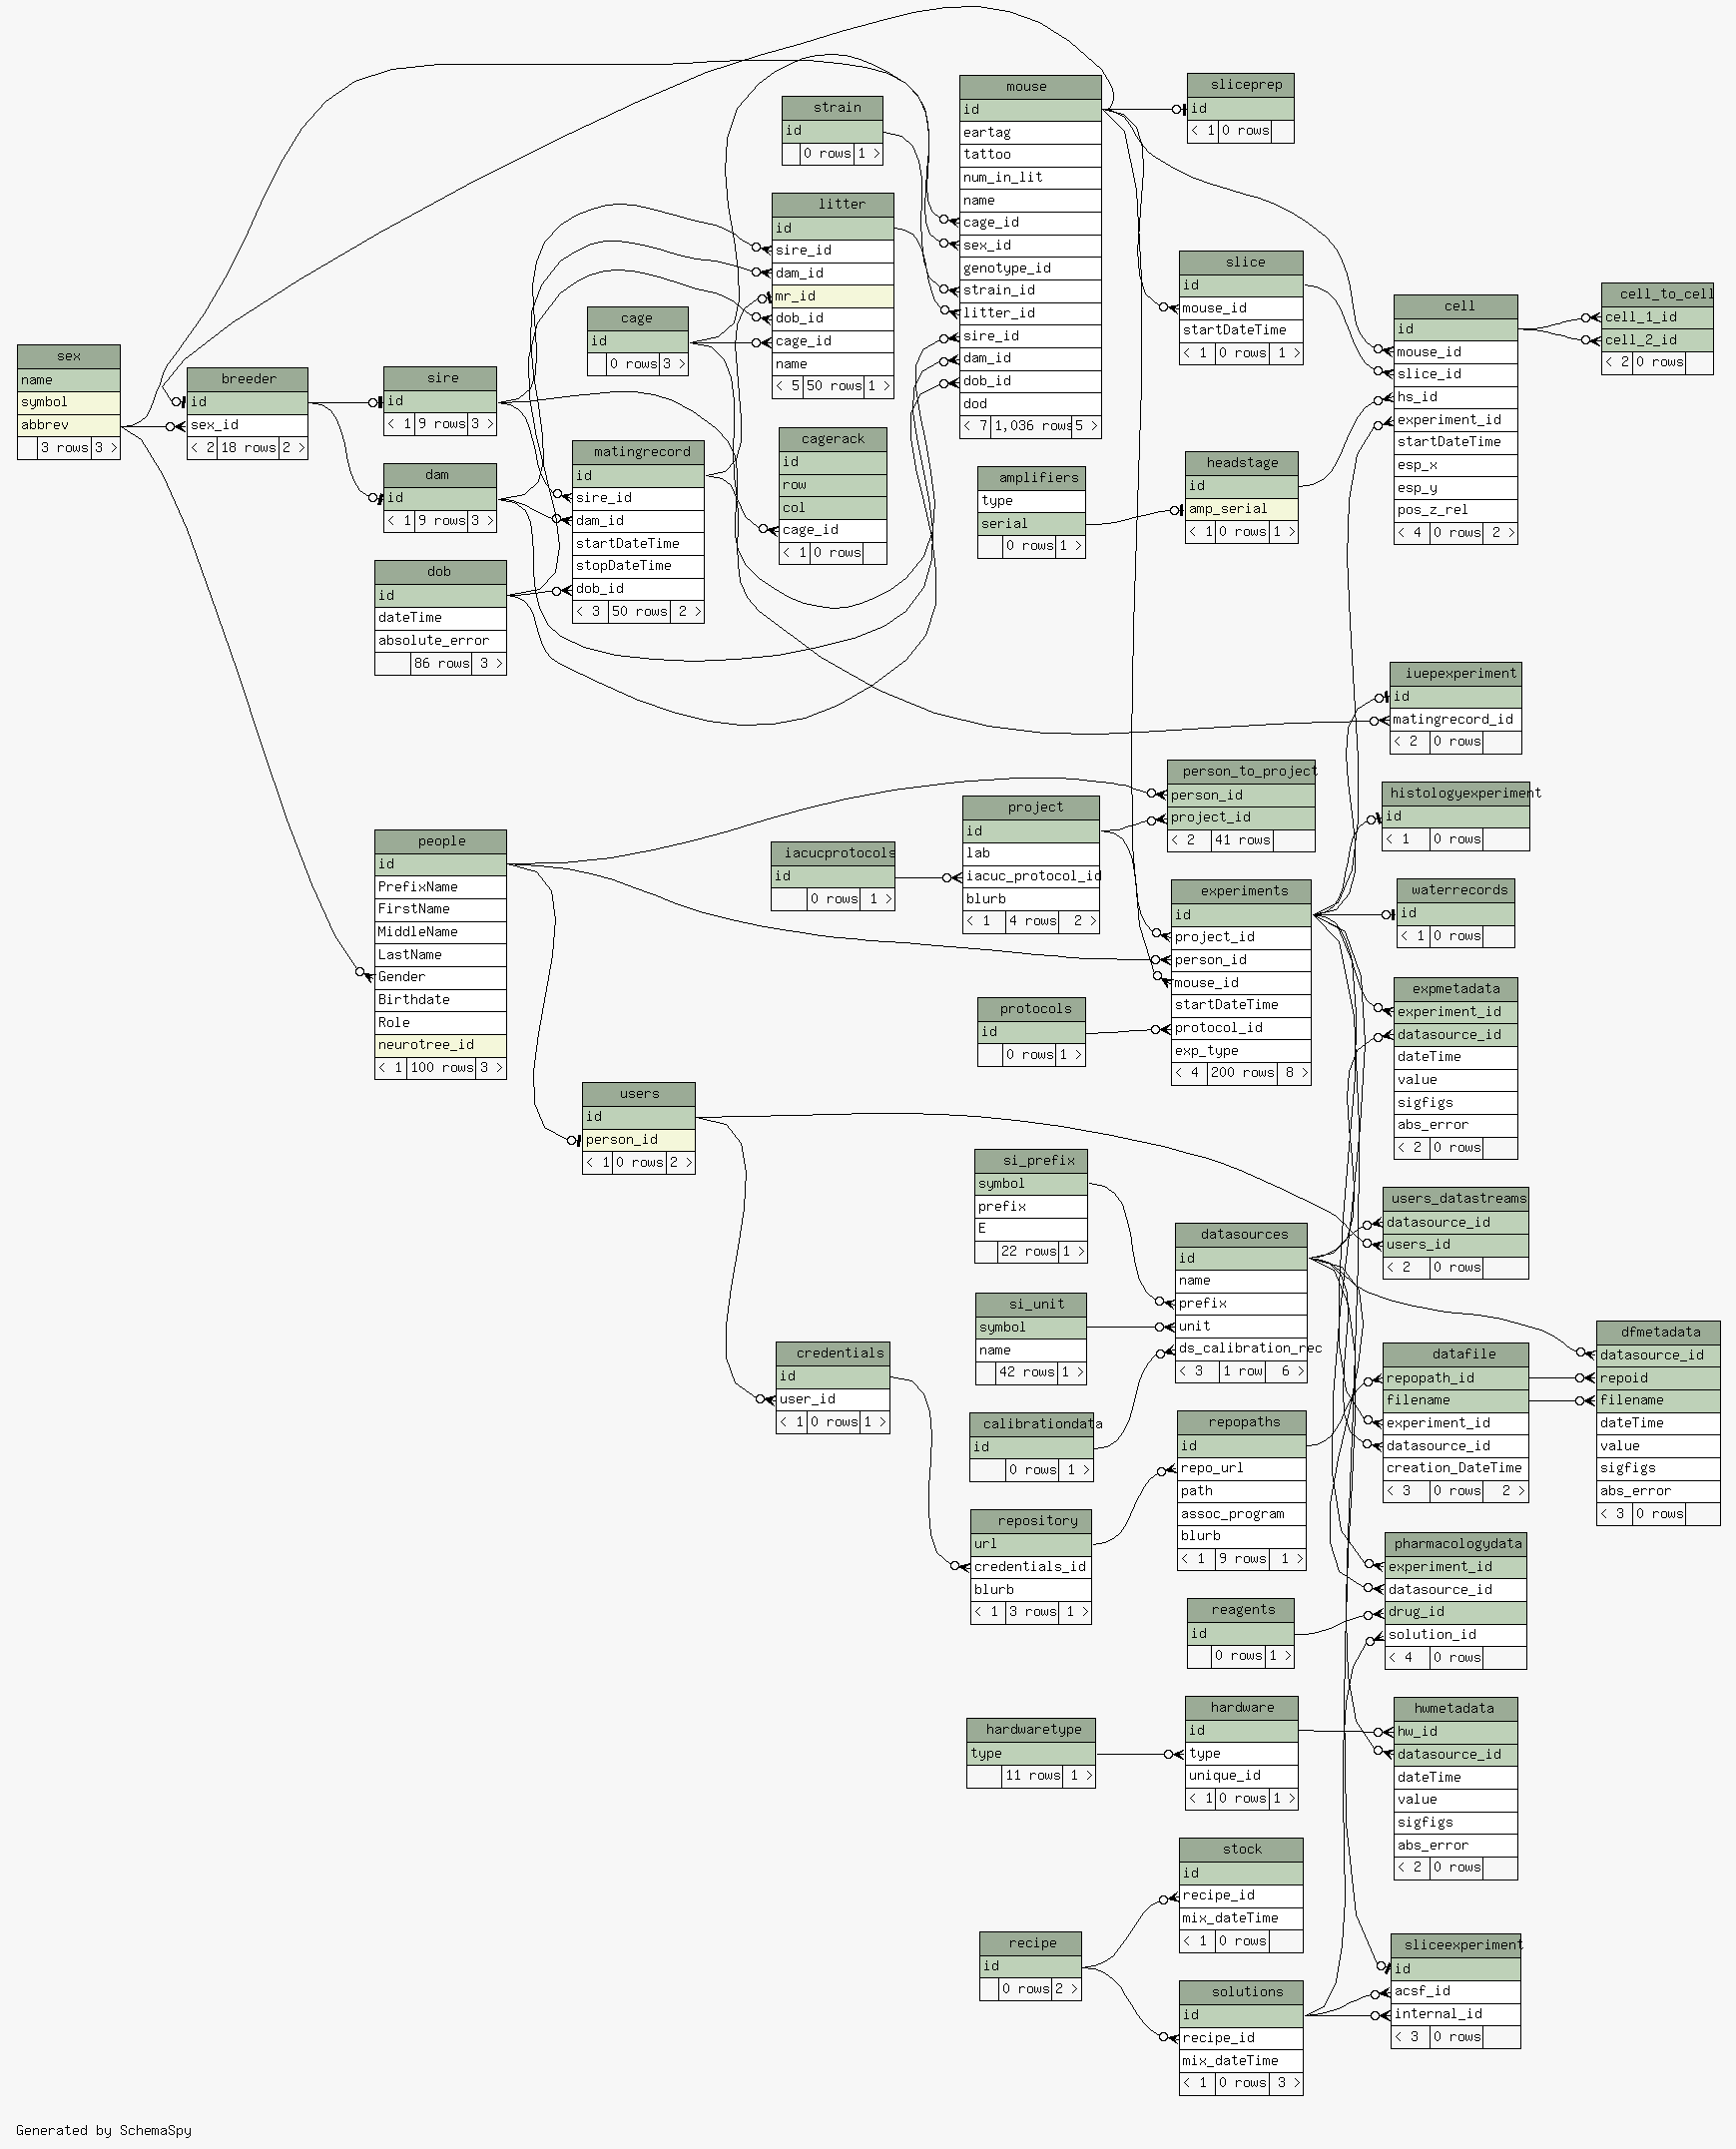 sex
name
symbol
abbrev
3 rows 3 >
breeder
id
sex_id
< 2 18 rows 2 >
sire
id
< 1 9 rows 3 >
dam
id
< 1 9 rows 3 >
dob
id
dateTime
absolute_error
86 rows 3 >
people
id
PrefixName
FirstName
MiddleName
LastName
Gender
Birthdate
Role
neurotree_id
< 1 100 rows 3 >
cage
id
0 rows 3 >
matingrecord
id
sire_id
dam_id
startDateTime
stopDateTime
dob_id
< 3 50 rows 2 >
users
id
person_id
< 1 0 rows 2 >
strain
id
0 rows 1 >
litter
id
sire_id
dam_id
mr_id
dob_id
cage_id
name
< 5 50 rows 1 >
cagerack
id
row
col
cage_id
< 1 0 rows
iacucprotocols
id
0 rows 1 >
credentials
id
user_id
< 1 0 rows 1 >
mouse
id
eartag
tattoo
num_in_lit
name
cage_id
sex_id
genotype_id
strain_id
litter_id
sire_id
dam_id
dob_id
dod
< 7 1,036 rows 5 >
amplifiers
type
serial
0 rows 1 >
project
id
lab
iacuc_protocol_id
blurb
< 1 4 rows 2 >
protocols
id
0 rows 1 >
si_prefix
symbol
prefix
E
22 rows 1 >
si_unit
symbol
name
42 rows 1 >
calibrationdata
id
0 rows 1 >
repository
url
credentials_id
blurb
< 1 3 rows 1 >
hardwaretype
type
11 rows 1 >
recipe
id
0 rows 2 >
sliceprep
id
< 1 0 rows
slice
id
mouse_id
startDateTime
< 1 0 rows 1 >
headstage
id
amp_serial
< 1 0 rows 1 >
person_to_project
person_id
project_id
< 2 41 rows
experiments
id
project_id
person_id
mouse_id
startDateTime
protocol_id
exp_type
< 4 200 rows 8 >
datasources
id
name
prefix
unit
ds_calibration_rec
< 3 1 row 6 >
repopaths
id
repo_url
path
assoc_program
blurb
< 1 9 rows 1 >
reagents
id
0 rows 1 >
hardware
id
type
unique_id
< 1 0 rows 1 >
stock
id
recipe_id
mix_dateTime
< 1 0 rows
solutions
id
recipe_id
mix_dateTime
< 1 0 rows 3 >
cell
id
mouse_id
slice_id
hs_id
experiment_id
startDateTime
esp_x
esp_y
pos_z_rel
< 4 0 rows 2 >
iuepexperiment
id
matingrecord_id
< 2 0 rows
histologyexperiment
id
< 1 0 rows
waterrecords
id
< 1 0 rows
expmetadata
experiment_id
datasource_id
dateTime
value
sigfigs
abs_error
< 2 0 rows
users_datastreams
datasource_id
users_id
< 2 0 rows
datafile
repopath_id
filename
experiment_id
datasource_id
creation_DateTime
< 3 0 rows 2 >
pharmacologydata
experiment_id
datasource_id
drug_id
solution_id
< 4 0 rows
hwmetadata
hw_id
datasource_id
dateTime
value
sigfigs
abs_error
< 2 0 rows
sliceexperiment
id
acsf_id
internal_id
< 3 0 rows
cell_to_cell
cell_1_id
cell_2_id
< 2 0 rows
dfmetadata
datasource_id
repoid
filename
dateTime
value
sigfigs
abs_error
< 3 0 rows
Generated by SchemaSpy